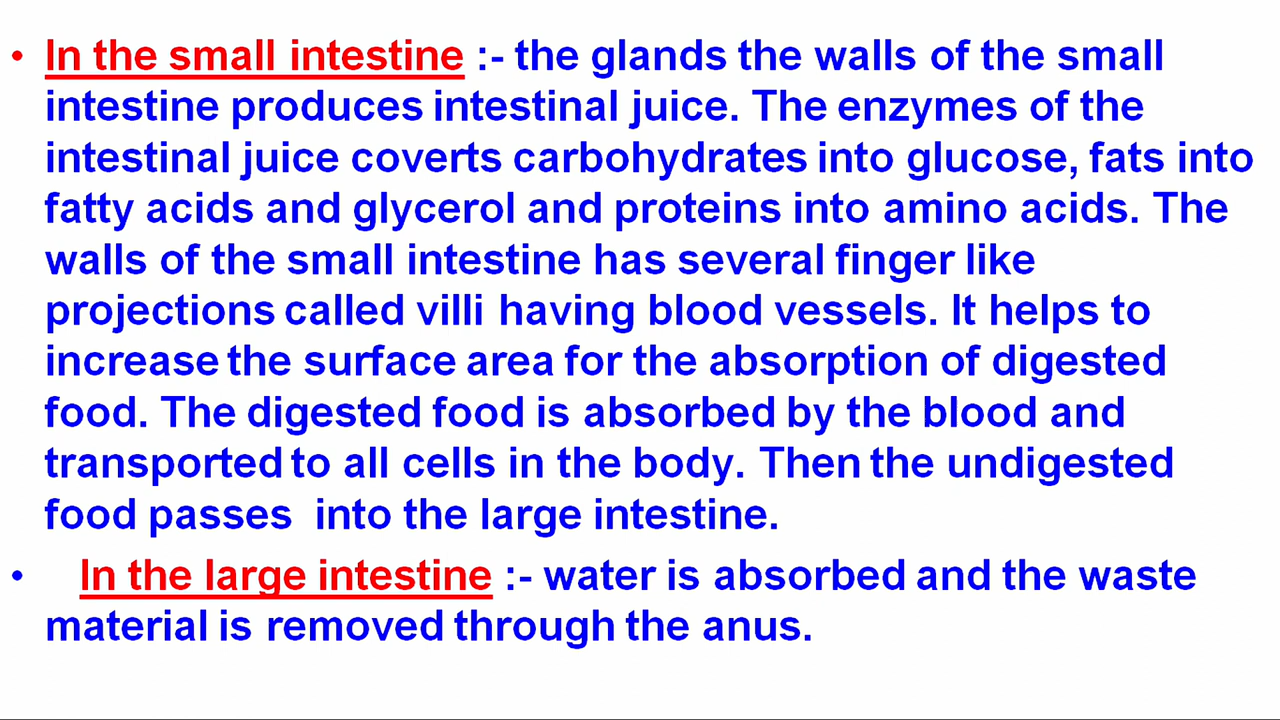 • In the small intestine :- the glands the walls of the small
intestine produces intestinal juice. The enzymes of the
intestinal juice coverts carbohydrates into glucose, fats into
fatty acids and glycerol and proteins into amino acids. The
walls of the small intestine has several finger like
projections called villi having blood vessels. It helps to
increase the surface area for the absorption of digested
food. The digested food is absorbed by the blood and
transported to all cells in the body. Then the undigested
food passes into the large intestine.
• In the large intestine :- water is absorbed and the waste
material is removed through the anus.